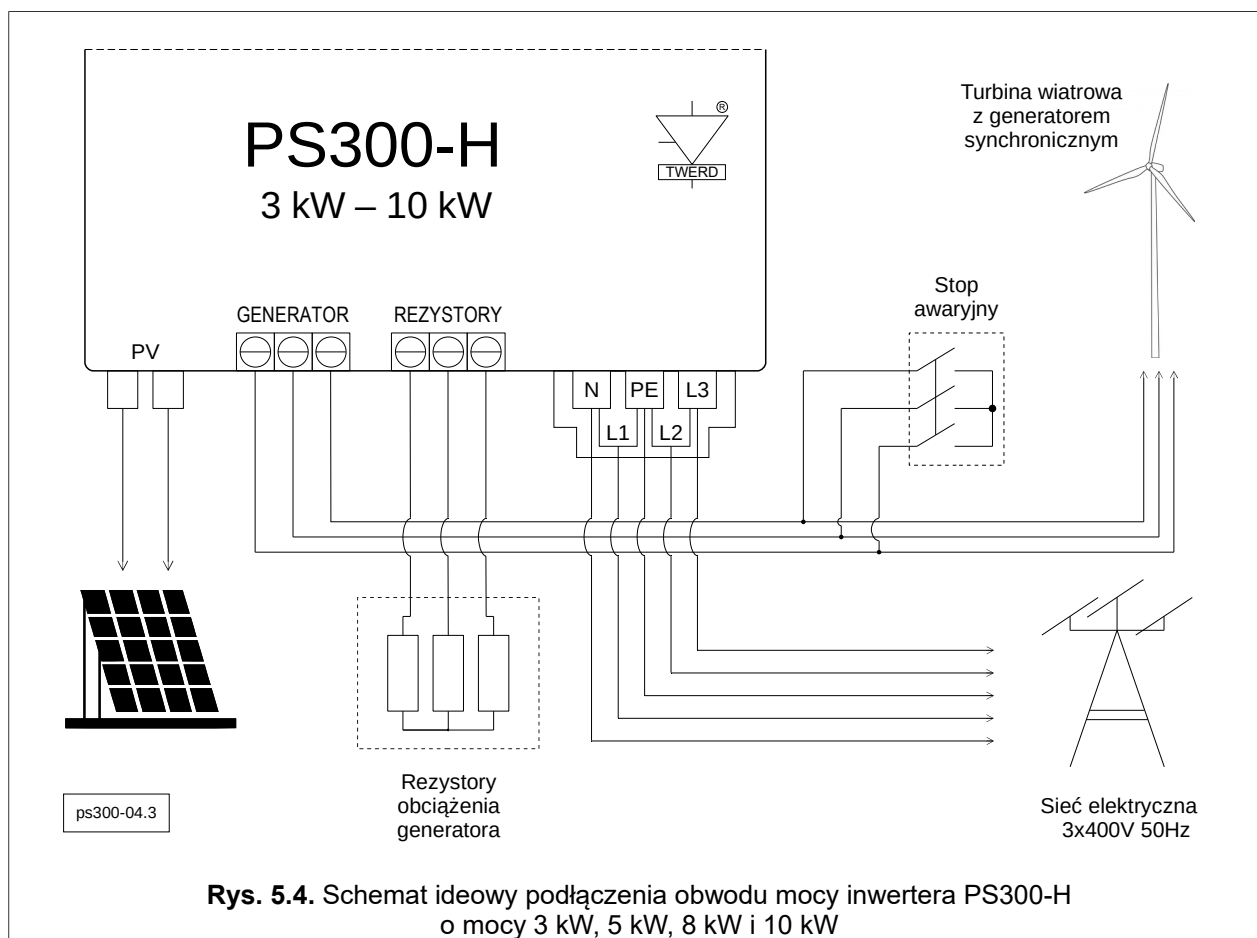 PS300-H
3 kW – 10 kW
®
TWERD
Turbina wiatrowa
z generatorem
synchronicznym
Stop
awaryjny
GENERATOR
REZYSTORY
PV
N
PE
L3
L1
L2
Rezystory
obciążenia
generatora
ps300-04.3
Sieć elektryczna
3x400V 50Hz
Rys. 5.4. Schemat ideowy podłączenia obwodu mocy inwertera PS300-H
o mocy 3 kW, 5 kW, 8 kW i 10 kW